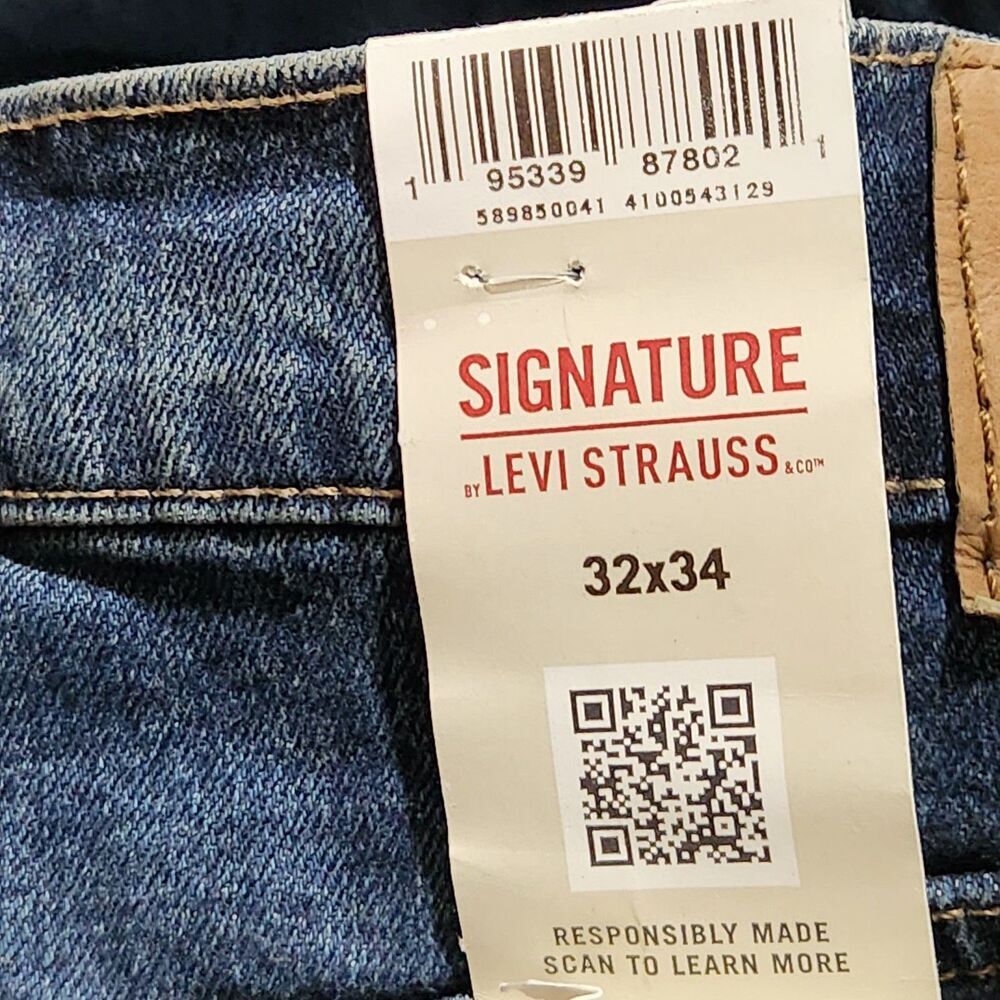 1 95339 87802 1
589850041 4100543129
SIGNATURE
BY LEVI STRAUSS & CO™
32x34
RESPONSIBLY MADE
SCAN TO LEARN MORE